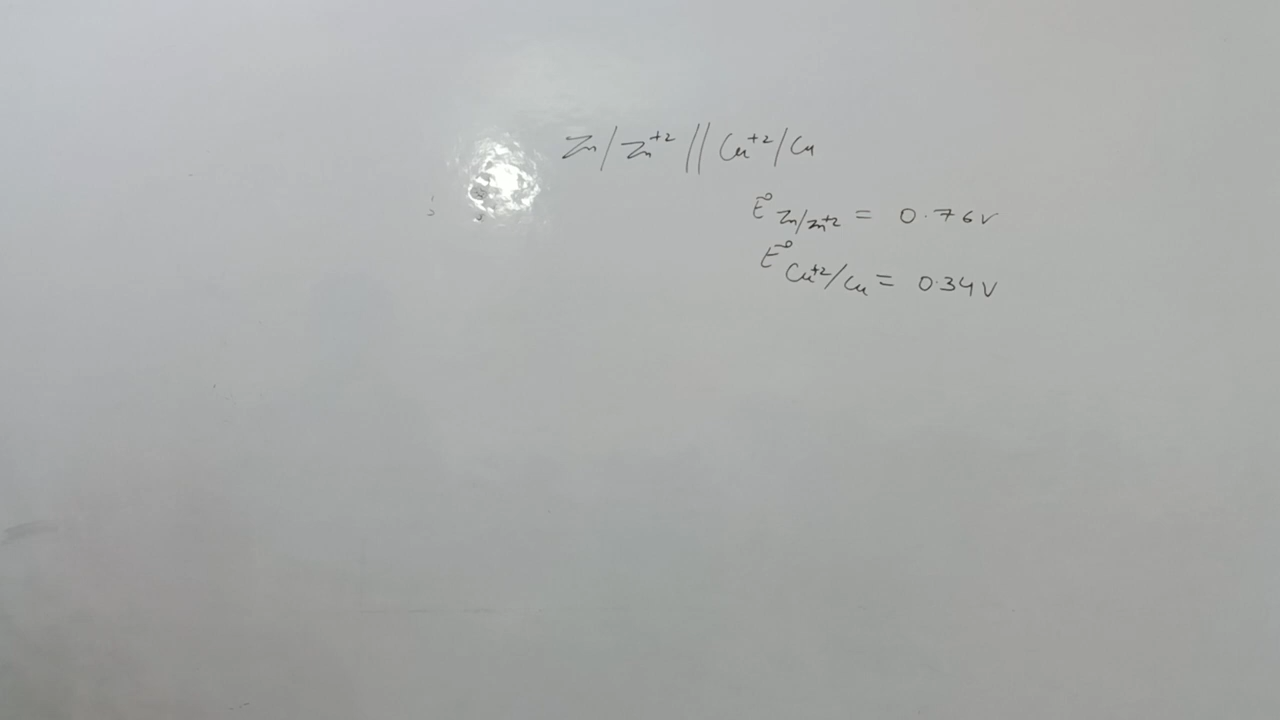 Zn/Zn⁺²//Cu⁺²/Cu
E° Zn/Zn⁺² = 0.76V
E° Cu⁺²/Cu = 0.34V